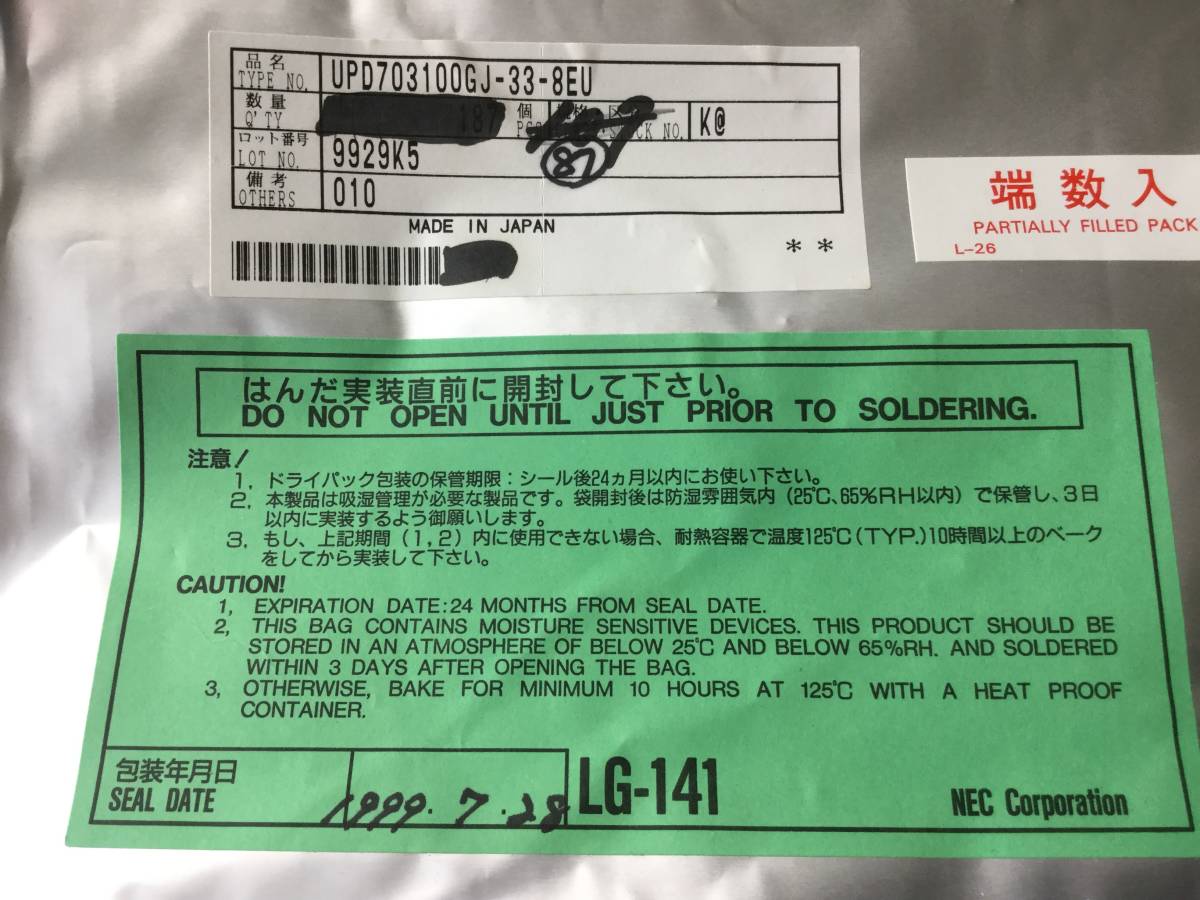 品名
TYPE NO. UPD703100GJ-33-8EU
数量
Q'TY 187 個 規格・区分
PCS STOCK NO. K@
ロット番号
LOT NO. 9929K5
備考
OTHERS 010
MADE IN JAPAN
**
端数入
PARTIALLY FILLED PACK
L-26
はんだ実装直前に開封して下さい。
DO NOT OPEN UNTIL JUST PRIOR TO SOLDERING.
注意!
1, ドライパック包装の保管期限:シール後24ヵ月以内にお使い下さい。
2, 本製品は吸湿管理が必要な製品です。袋開封後は防湿雰囲気内(25℃、65%RH以内)で保管し、3日
以内に実装するよう御願いします。
3, もし、上記期間(1,2)内に使用できない場合、耐熱容器で温度125℃(TYP.)10時間以上のベーク
をしてから実装して下さい。
CAUTION!
1, EXPIRATION DATE:24 MONTHS FROM SEAL DATE.
2, THIS BAG CONTAINS MOISTURE SENSITIVE DEVICES. THIS PRODUCT SHOULD BE
STORED IN AN ATMOSPHERE OF BELOW 25℃ AND BELOW 65%RH. AND SOLDERED
WITHIN 3 DAYS AFTER OPENING THE BAG.
3, OTHERWISE, BAKE FOR MINIMUM 10 HOURS AT 125℃ WITH A HEAT PROOF
CONTAINER.
包装年月日
SEAL DATE 1999.7.28 LG-141 NEC Corporation